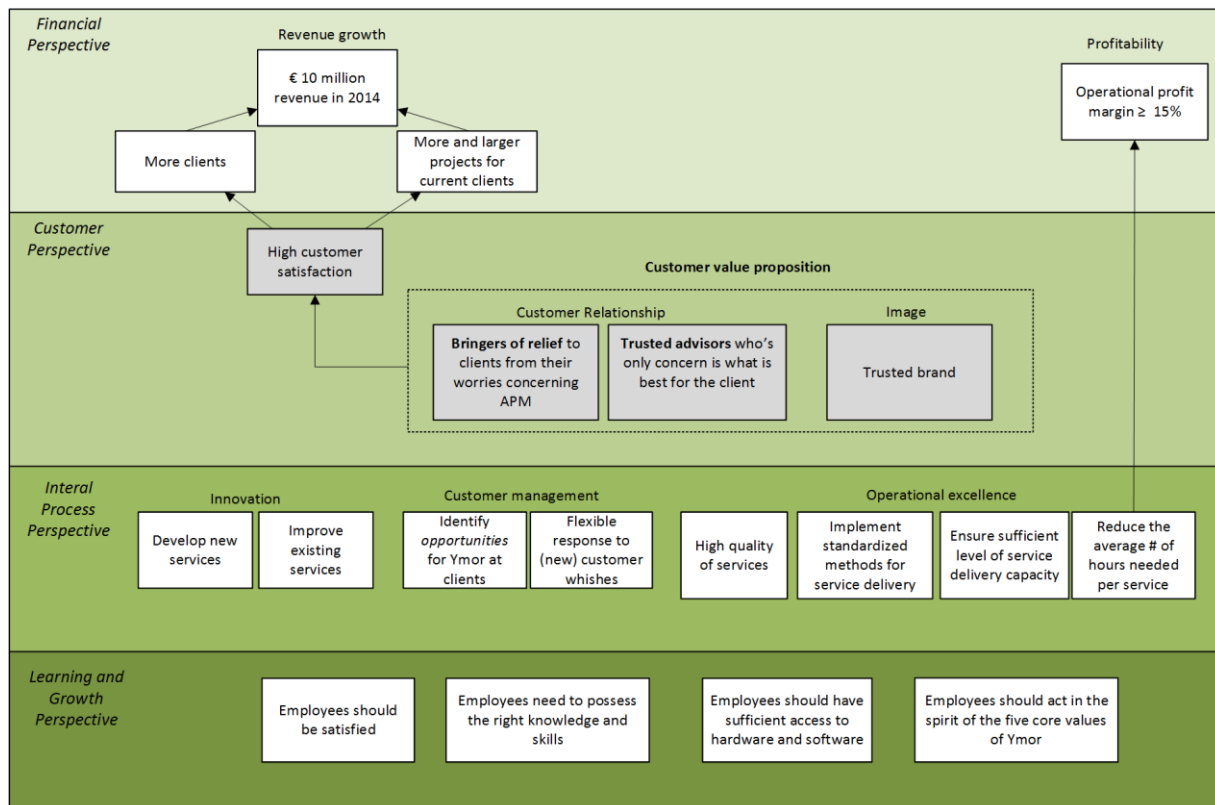 Financial
Perspective
Revenue growth
€ 10 million
revenue in 2014
More clients
More and larger
projects for
current clients
Profitability
Operational profit
margin ≥ 15%
Customer
Perspective
High customer
satisfaction
Customer value proposition
Customer Relationship
Bringers of relief to
clients from their
worries concerning
APM
Trusted advisors who's
only concern is what is
best for the client
Image
Trusted brand
Interal
Process
Perspective
Innovation
Develop new
services
Improve
existing
services
Customer management
Identify
opportunities
for Ymor at
clients
Flexible
response to
(new) customer
whishes
Operational excellence
High quality
of services
Implement
standardized
methods for
service delivery
Ensure sufficient
level of service
delivery capacity
Reduce the
average # of
hours needed
per service
Learning and
Growth
Perspective
Employees should
be satisfied
Employees need to possess
the right knowledge and
skills
Employees should have
sufficient access to
hardware and software
Employees should act in the
spirit of the five core values
of Ymor